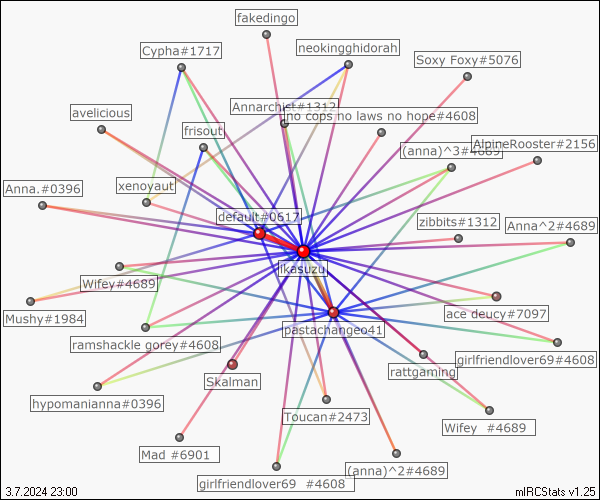 fakedingo
Cypha#1717
neokingghidorah
Soxy Foxy#5076
avelicious
Annarchist#1312
no cops no laws no hope#4608
frisout
(anna)^3#4689
AlpineRooster#2156
Anna.#0396
xenoyaut
default#0617
zibbits#1312
Anna^2#4689
ikasuzu
Wifey#4689
Mushy#1984
ace deucy#7097
pastachangeo41
ramshackle gorey#4608
girlfriendlover69#4608
rattgaming
Skalman
hypomanianna#0396
Toucan#2473
Wifey #4689
Mad #6901
(anna)^2#4689
girlfriendlover69 #4608
3.7.2024 23:00
mIRCStats v1.25